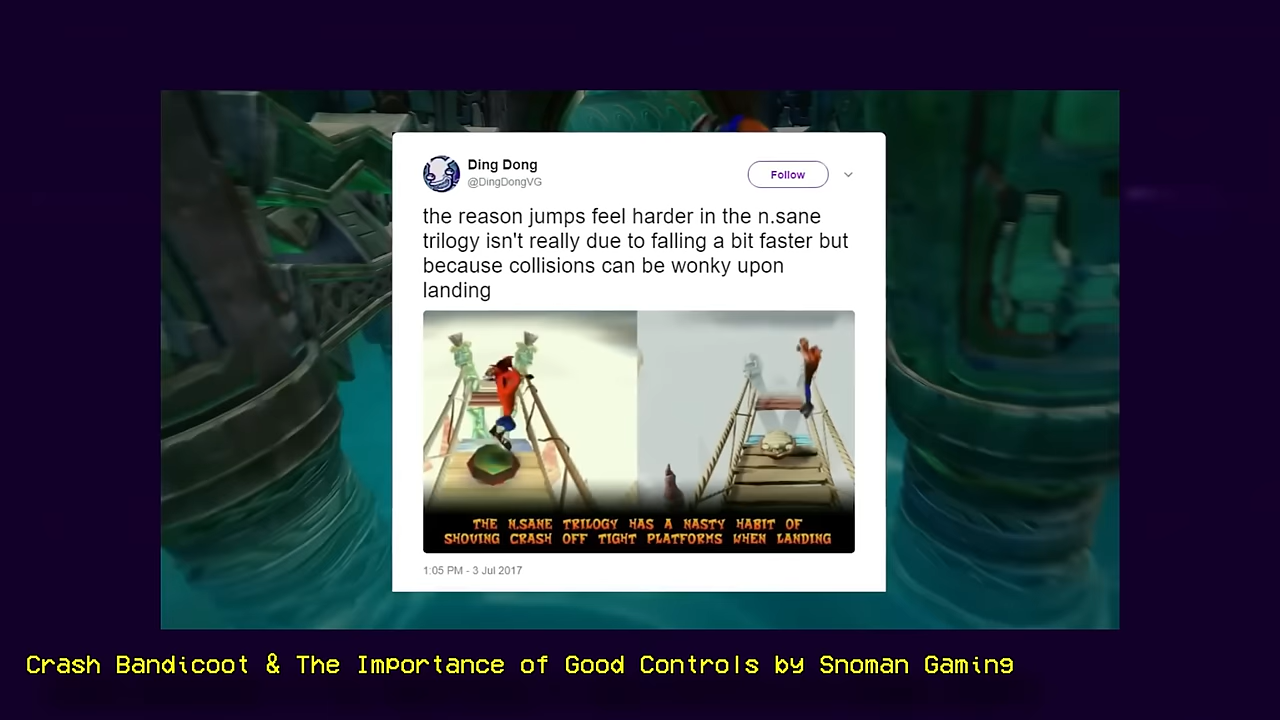 Ding Dong
@DingDongVG
Follow
the reason jumps feel harder in the n.sane
trilogy isn't really due to falling a bit faster but
because collisions can be wonky upon
landing
THE N.SANE TRILOGY HAS A NASTY HABIT OF
SHOVING CRASH OFF TIGHT PLATFORMS WHEN LANDING
1:05 PM - 3 Jul 2017
Crash Bandicoot & The Importance of Good Controls by Snoman Gaming